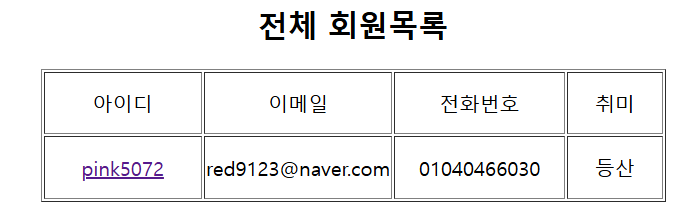 전체 회원목록
아이디 이메일 전화번호 취미
pink5072 red9123@naver.com 01040466030 등산